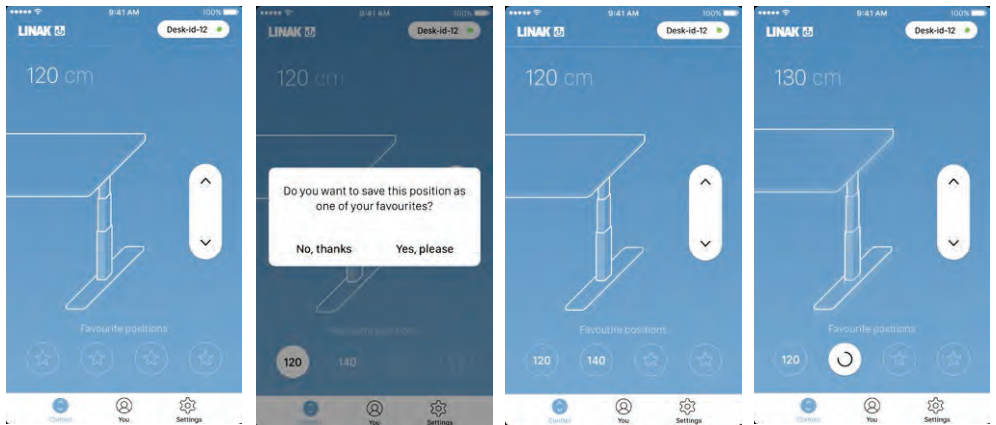 9:41 AM 100%
LINAK
Desk-id-12
120 cm
Favourite positions
Control
You
Settings
9:41 AM 100%
LINAK
Desk-id-12
120 cm
Do you want to save this position as
one of your favourites?
No, thanks Yes, please
Favourite positions
120 140
You
Settings
9:41 AM 100%
LINAK
Desk-id-12
120 cm
Favourite positions
120 140
Control
You
Settings
9:41 AM 100%
LINAK
Desk-id-12
130 cm
Favourite positions
120
Control
You
Settings